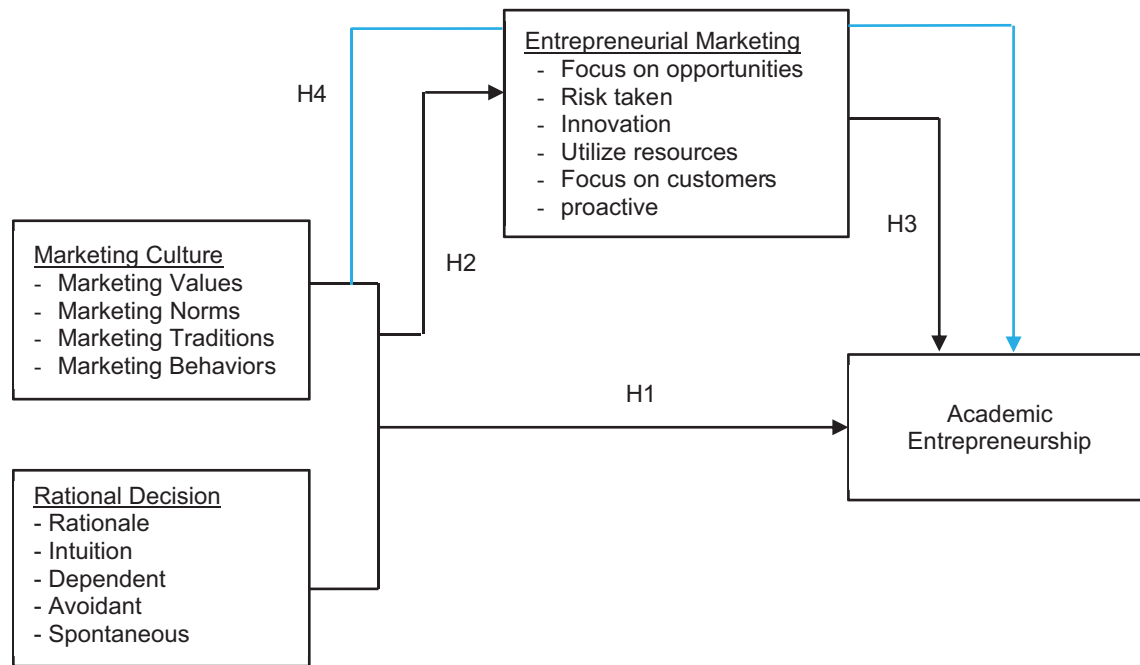 Entrepreneurial Marketing
- Focus on opportunities
- Risk taken
- Innovation
- Utilize resources
- Focus on customers
- proactive
H4
H2
H3
Marketing Culture
- Marketing Values
- Marketing Norms
- Marketing Traditions
- Marketing Behaviors
H1
Academic
Entrepreneurship
Rational Decision
- Rationale
- Intuition
- Dependent
- Avoidant
- Spontaneous